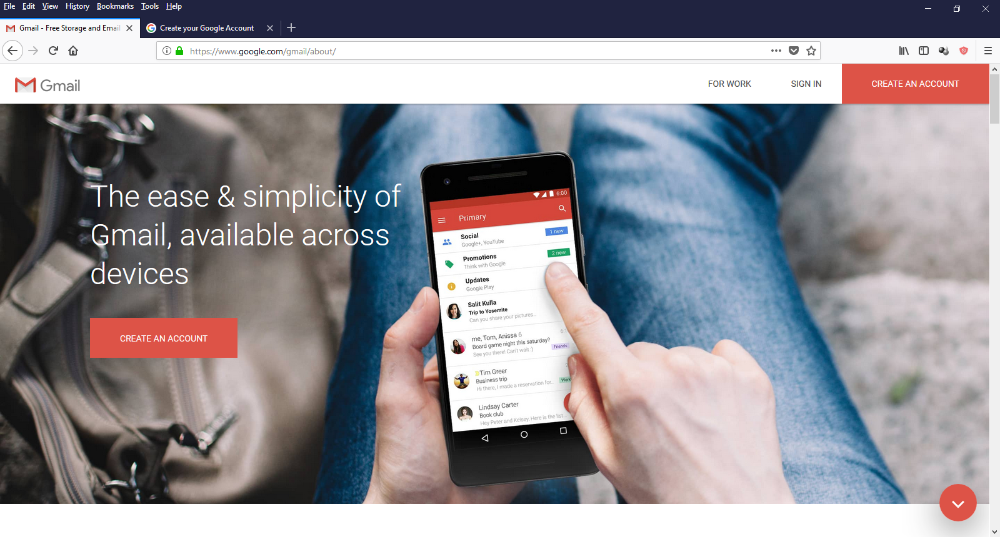 File Edit View History Bookmarks Tools Help
Gmail - Free Storage and Email
Create your Google Account
https://www.google.com/gmail/about/
Gmail
FOR WORK
SIGN IN
CREATE AN ACCOUNT
The ease & simplicity of
Gmail, available across
devices
CREATE AN ACCOUNT
6:00
Primary
Social
1 new
Google+, YouTube
Promotions
2 new
Think with Google
Updates
Google Play
Salit Kulla
Trip to Yosemite
Can you share your pictures...
me, Tom, Anissa 6
Board game night this saturday?
Friends
See you there! Can't wait :)
Tim Greer
Business trip
Work
Hi there, I made a reservation for...
Lindsay Carter
Book club
Hey Peter and Kelsey, Here is the list...